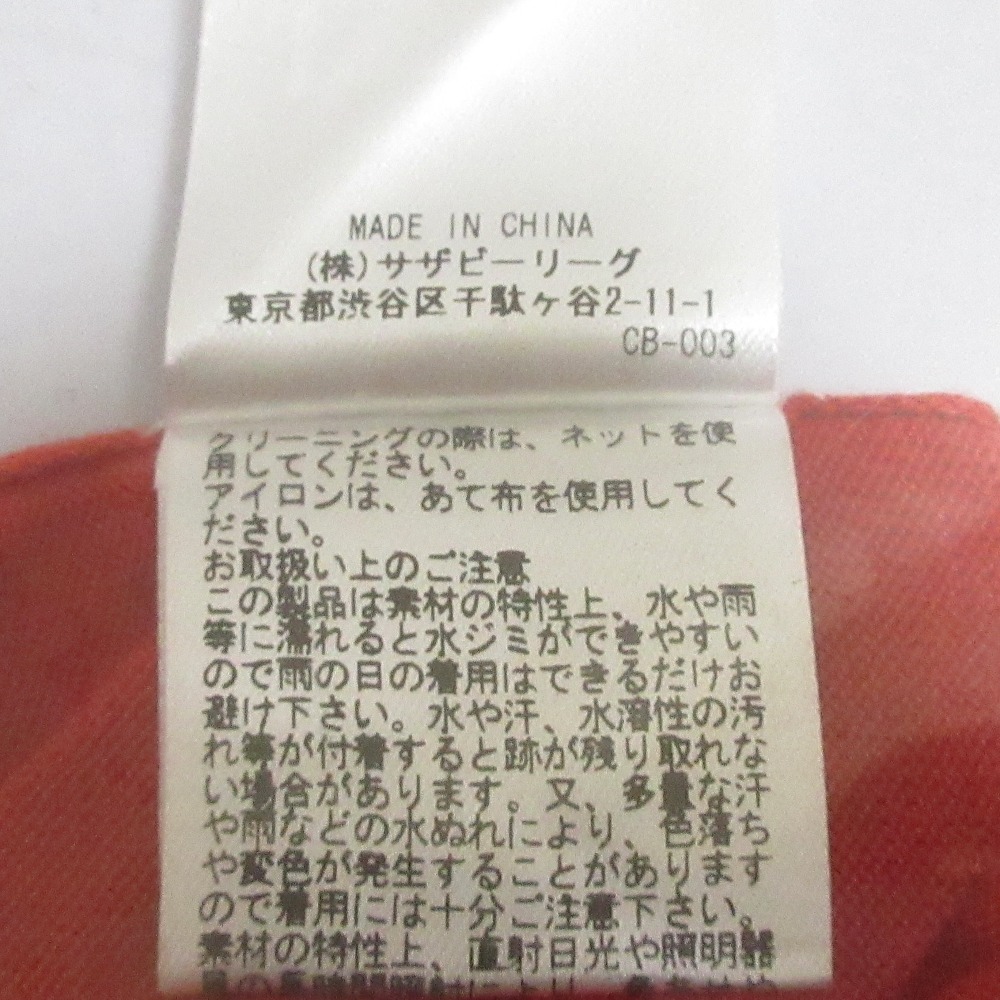 MADE IN CHINA
(株)サザビーリーグ
東京都渋谷区千駄ヶ谷2-11-1
CB-003
クリーニングの際は、ネットを使
用してください。
アイロンは、あて布を使用してく
ださい。
お取扱い上のご注意
この製品は素材の特性上、水や雨
等に濡れると水ジミができやすい
ので雨の日の着用はできるだけお
避け下さい。水や汗、水溶性の汚
れ等が付着すると跡が残り取れな
い場合があります。又、多量な汗
や雨などの水ぬれにより、色落ち
や変色が発生することがあります
ので着用には十分ご注意下さい。
素材の特性上、直射日光や照明器